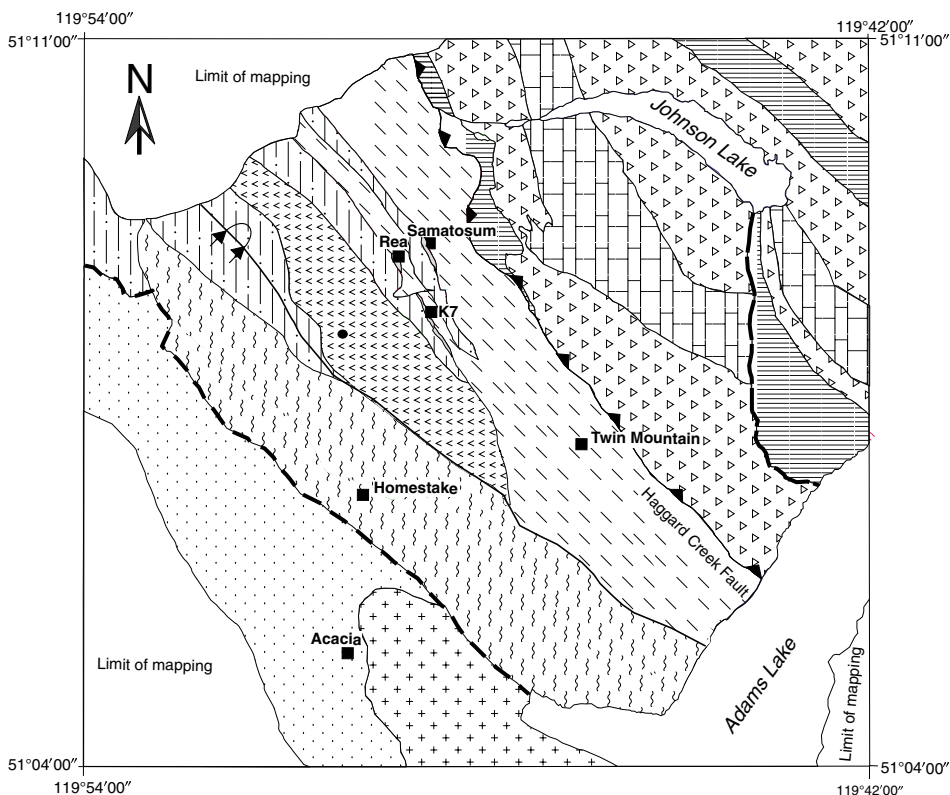 119°54′00″
119°42′00″
51°11′00″
51°11′00″
Limit of mapping
N
Johnson Lake
Samatosum
Rea
K7
Twin Mountain
Homestake
Haggard Creek Fault
Acacia
Limit of mapping
Adams Lake
Limit of mapping
51°04′00″
51°04′00″
119°54′00″
119°42′00″